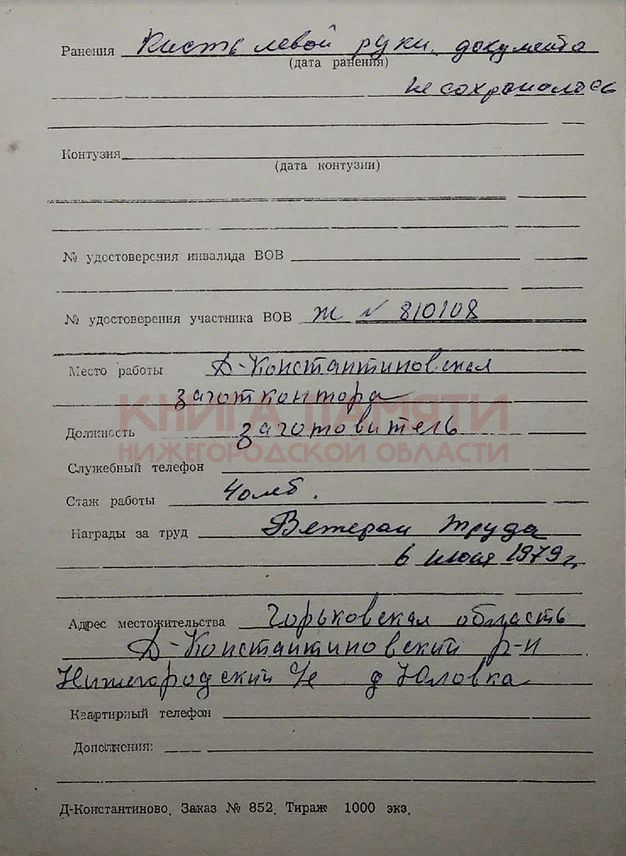 Ранения Кисть левой руки. документа
(дата ранения)
не сохранилось
Контузия
(дата контузии)
№ удостоверения инвалида ВОВ
№ удостоверения участника ВОВ Ж № 810108
Место работы Д-Константиновская
заготконтора
КНИГА ПАМЯТИ
Должность заготовитель
НИЖЕГОРОДСКОЙ ОБЛАСТИ
Служебный телефон
Стаж работы 40 лет.
Награды за труд Ветеран труда
6 июля 1979 г.
Адрес местожительства Горьковская область
Д-Константиновский р-н
Нижегородский с/с д Юловка
Квартирный телефон
Дополнения:
Д-Константиново. Заказ № 852. Тираж 1000 экз.